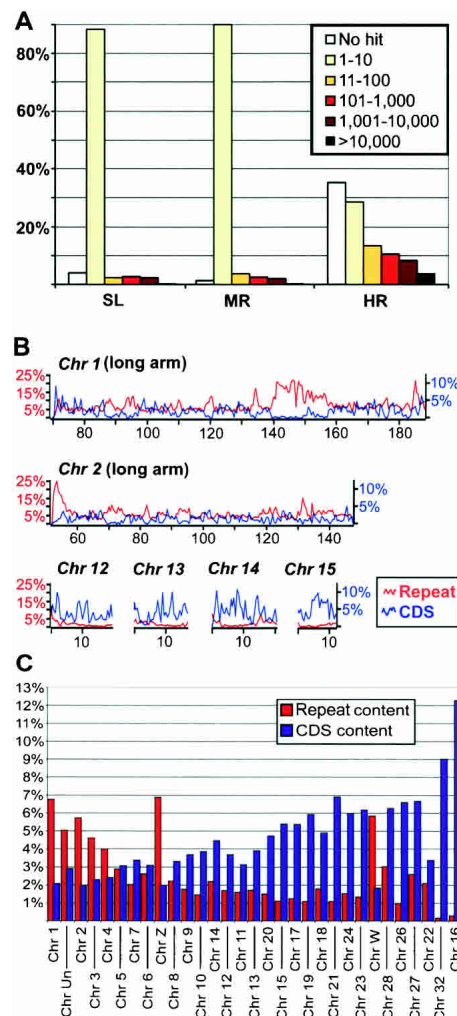 A
No hit
1-10
11-100
101-1,000
1,001-10,000
>10,000
80%
60%
40%
20%
SL
MR
HR
B
Chr 1 (long arm)
25%
15%
5%
10%
5%
80
100
120
140
160
180
Chr 2 (long arm)
25%
15%
5%
10%
5%
60
80
100
120
140
Chr 12
Chr 13
Chr 14
Chr 15
25%
15%
5%
10%
5%
10
10
10
10
Repeat
CDS
C
13%
12%
11%
10%
9%
8%
7%
6%
5%
4%
3%
2%
1%
Repeat content
CDS content
Chr 1
Chr Un
Chr 2
Chr 3
Chr 4
Chr 5
Chr 7
Chr 6
Chr Z
Chr 8
Chr 9
Chr 10
Chr 14
Chr 12
Chr 11
Chr 13
Chr 20
Chr 15
Chr 17
Chr 19
Chr 18
Chr 21
Chr 24
Chr 23
Chr W
Chr 28
Chr 26
Chr 27
Chr 22
Chr 32
Chr 16